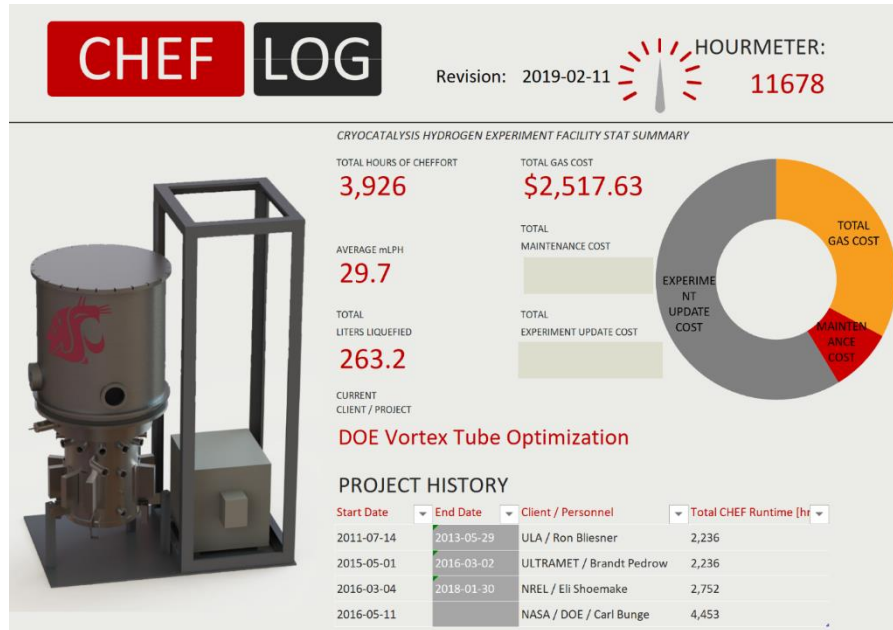 CHEF LOG
Revision: 2019-02-11
HOURMETER:
11678
CRYOCATALYSIS HYDROGEN EXPERIMENT FACILITY STAT SUMMARY
TOTAL HOURS OF CHEFFORT
3,926
TOTAL GAS COST
$2,517.63
AVERAGE mLPH
29.7
TOTAL
MAINTENANCE COST
TOTAL
LITERS LIQUEFIED
263.2
TOTAL
EXPERIMENT UPDATE COST
TOTAL
GAS COST
EXPERIME
NT
UPDATE
COST
MAINTEN
ANCE
COST
CURRENT
CLIENT / PROJECT
DOE Vortex Tube Optimization
PROJECT HISTORY
Start Date End Date Client / Personnel Total CHEF Runtime [hr
2011-07-14 2013-05-29 ULA / Ron Bliesner 2,236
2015-05-01 2016-03-02 ULTRAMET / Brandt Pedrow 2,236
2016-03-04 2018-01-30 NREL / Eli Shoemake 2,752
2016-05-11 NASA / DOE / Carl Bunge 4,453